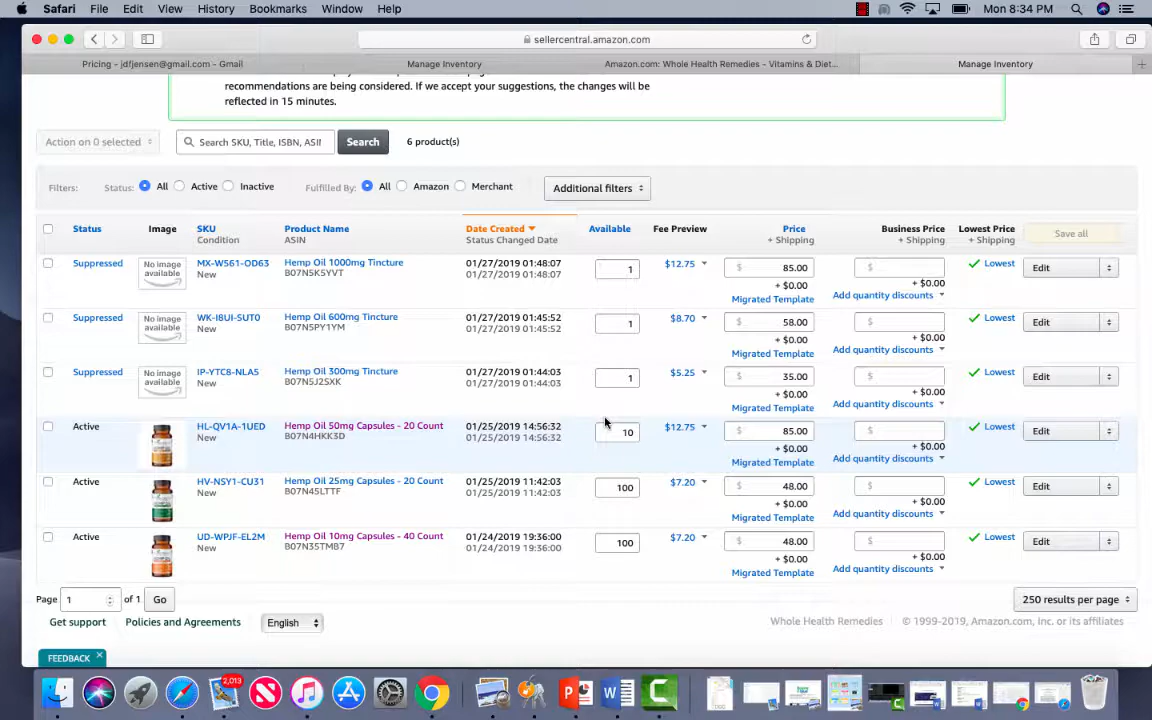 Safari File Edit View History Bookmarks Window Help Mon 8:34 PM
sellercentral.amazon.com
Pricing - jdfjensen@gmail.com - Gmail Manage Inventory Amazon.com: Whole Health Remedies – Vitamins & Diet... Manage Inventory
recommendations are being considered. If we accept your suggestions, the changes will be
reflected in 15 minutes.
Action on 0 selected Search SKU, Title, ISBN, ASIN Search 6 product(s)
Filters: Status: All Active Inactive Fulfilled By: All Amazon Merchant Additional filters
Status Image SKU Product Name Date Created Available Fee Preview Price Business Price Lowest Price Save all
Condition ASIN Status Changed Date + Shipping + Shipping + Shipping
Suppressed No image available MX-W561-OD63 Hemp Oil 1000mg Tincture 01/27/2019 01:48:07 1 $12.75 $ 85.00 $ Lowest Edit
New B07N5K5YVT 01/27/2019 01:48:07 + $0.00 + $0.00
Migrated Template Add quantity discounts
Suppressed No image available WK-I8UI-SUT0 Hemp Oil 600mg Tincture 01/27/2019 01:45:52 1 $8.70 $ 58.00 $ Lowest Edit
New B07N5PY1YM 01/27/2019 01:45:52 + $0.00 + $0.00
Migrated Template Add quantity discounts
Suppressed No image available IP-YTC8-NLA5 Hemp Oil 300mg Tincture 01/27/2019 01:44:03 1 $5.25 $ 35.00 $ Lowest Edit
New B07N5J2SXK 01/27/2019 01:44:03 + $0.00 + $0.00
Migrated Template Add quantity discounts
Active HL-QV1A-1UED Hemp Oil 50mg Capsules - 20 Count 01/25/2019 14:56:32 10 $12.75 $ 85.00 $ Lowest Edit
New B07N4HKK3D 01/25/2019 14:56:32 + $0.00 + $0.00
Migrated Template Add quantity discounts
Active HV-NSY1-CU31 Hemp Oil 25mg Capsules - 20 Count 01/25/2019 11:42:03 100 $7.20 $ 48.00 $ Lowest Edit
New B07N45LTTF 01/25/2019 11:42:03 + $0.00 + $0.00
Migrated Template Add quantity discounts
Active UD-WPJF-EL2M Hemp Oil 10mg Capsules - 40 Count 01/24/2019 19:36:00 100 $7.20 $ 48.00 $ Lowest Edit
New B07N35TMB7 01/24/2019 19:36:00 + $0.00 + $0.00
Migrated Template Add quantity discounts
Page 1 of 1 Go 250 results per page
Get support Policies and Agreements English Whole Health Remedies © 1999-2019, Amazon.com, Inc. or its affiliates
FEEDBACK ×
2,013